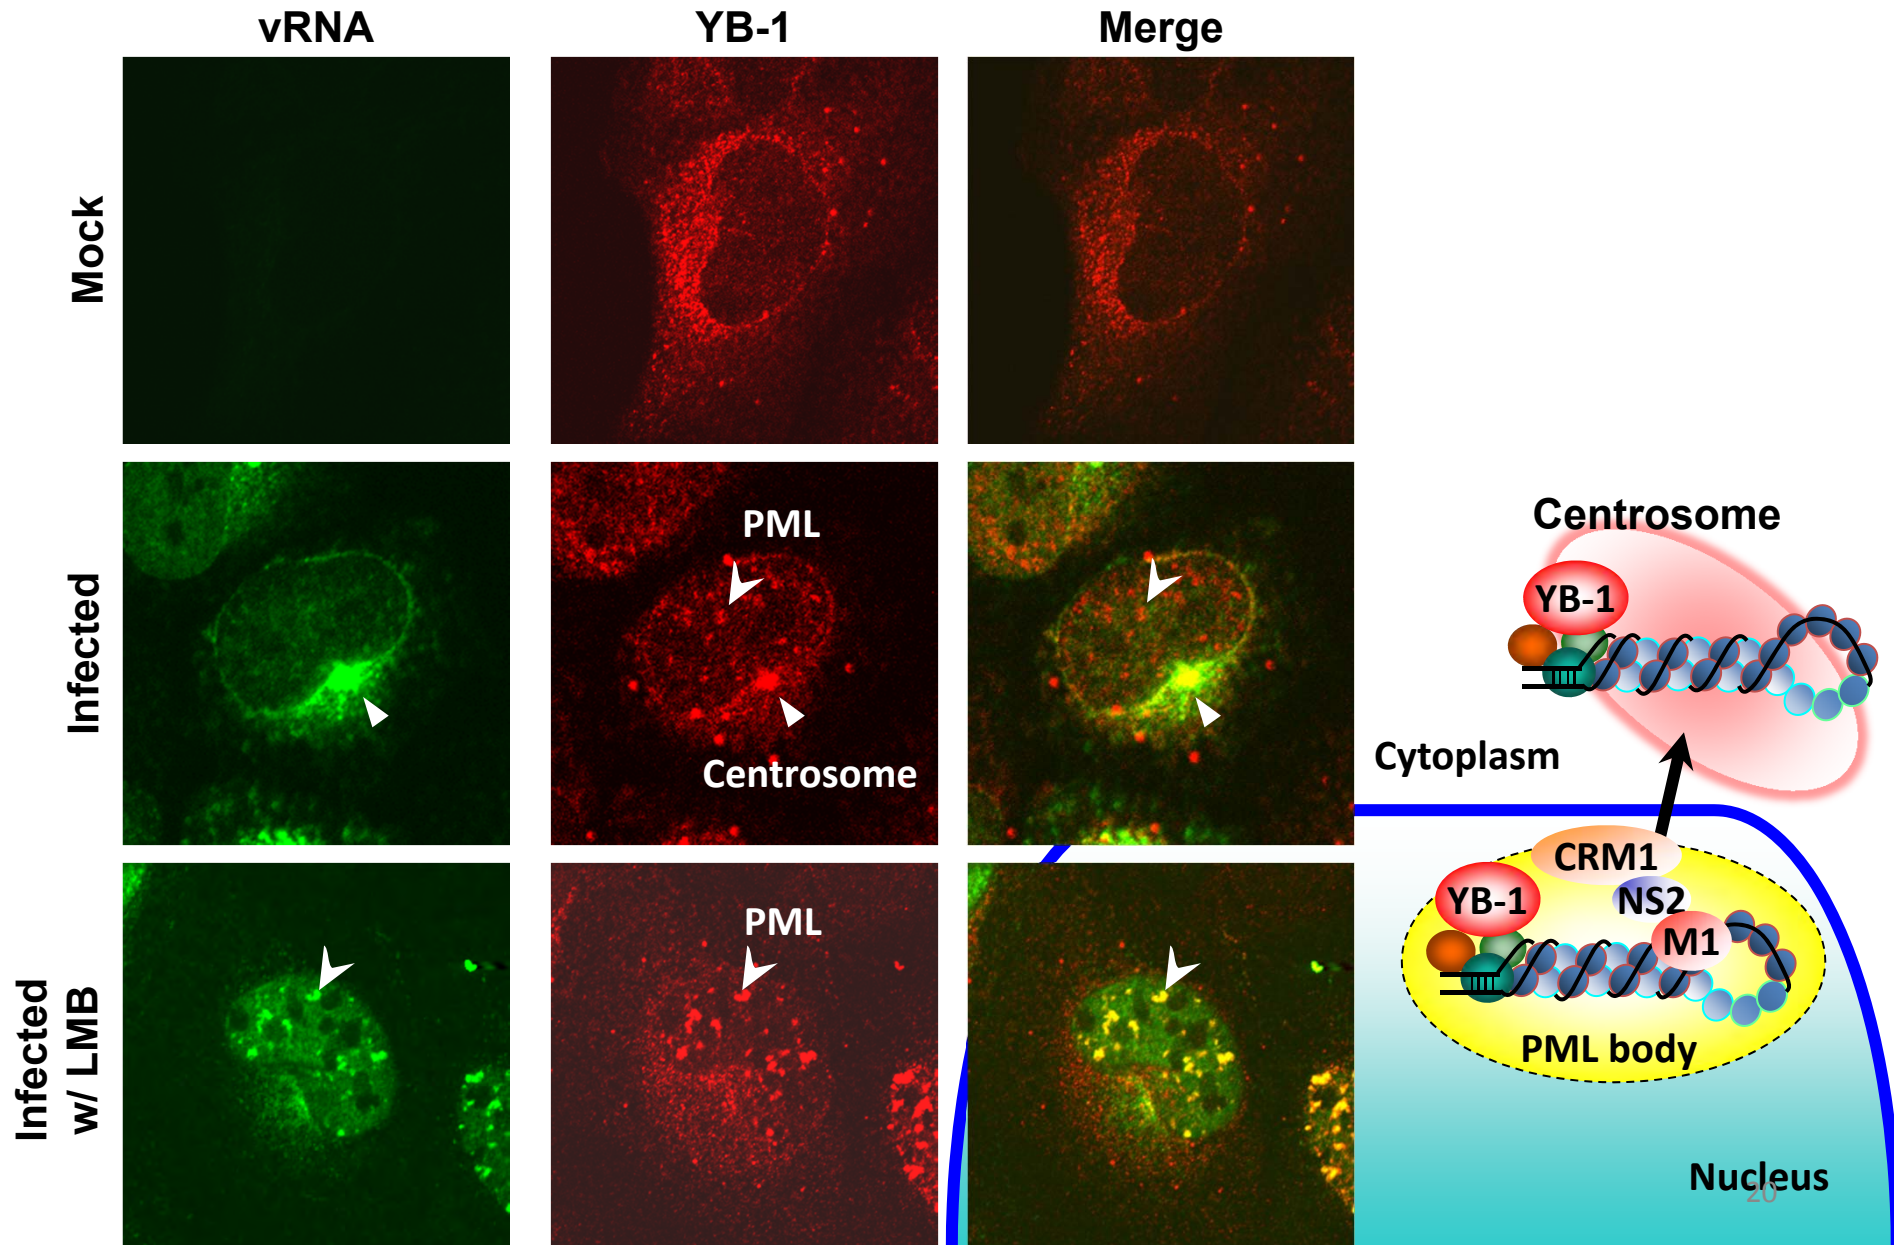 vRNA
YB-1
Merge
Mock
Infected
PML
Centrosome
Centrosome
YB-1
Cytoplasm
Infected
w/ LMB
PML
CRM1
YB-1
NS2
M1
PML body
Nucleus
20